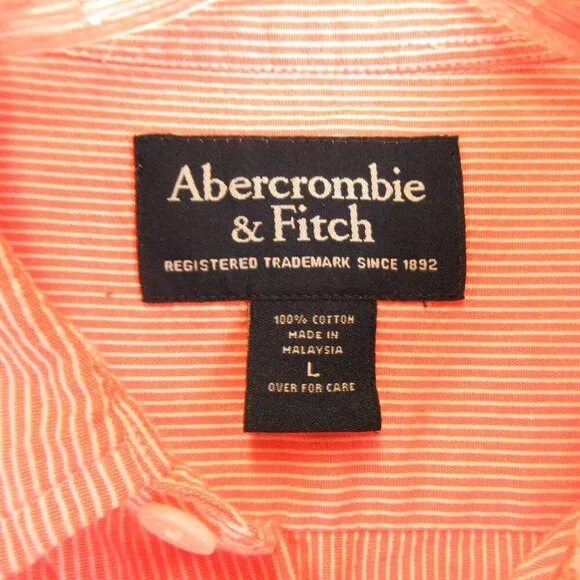 Abercrombie
& Fitch
REGISTERED TRADEMARK SINCE 1892
100% COTTON
MADE IN
MALAYSIA
L
OVER FOR CARE